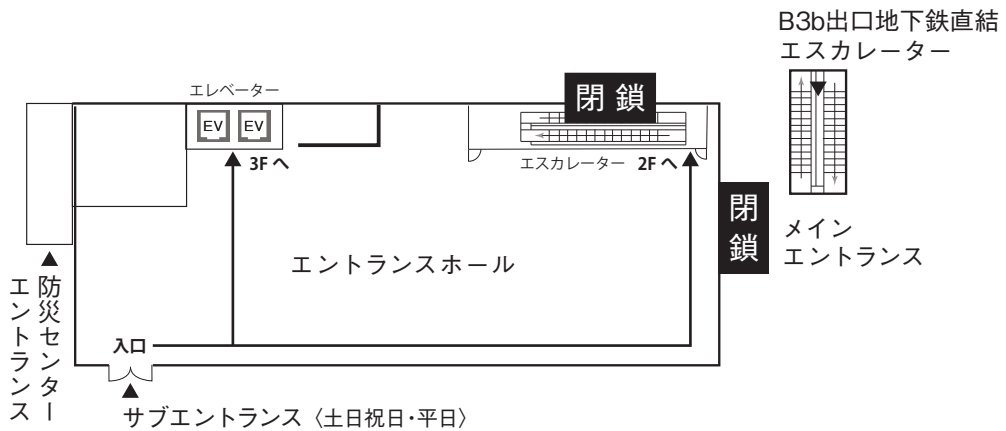 B3b出口地下鉄直結
エスカレーター
エレベーター
閉鎖
EV
EV
3Fへ
エスカレーター
2Fへ
閉鎖
メイン
エントランス
エントランスホール
防災センター
エントランス
入口
サブエントランス〈土日祝日・平日〉